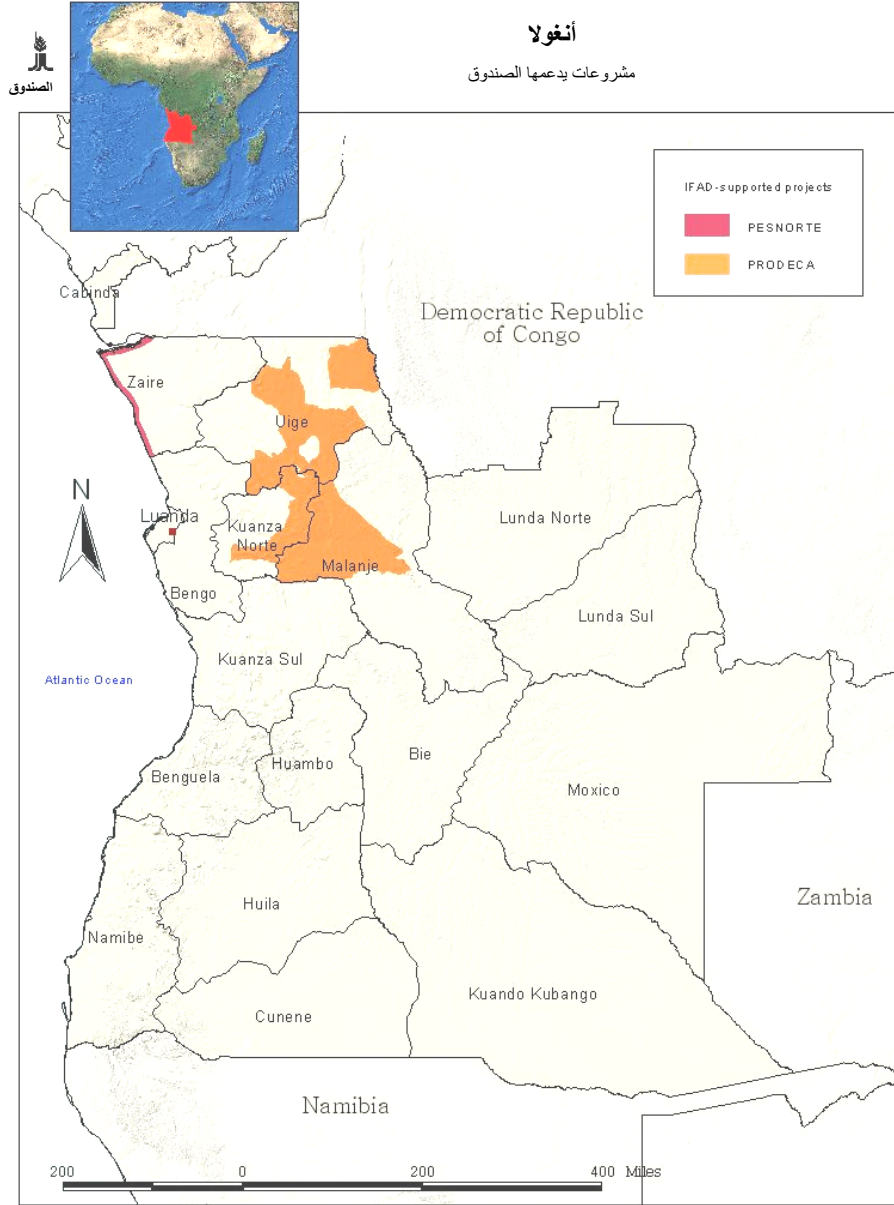 أنغولا
مشروعات يدعمها الصندوق
الصندوق
IFAD-supported projects
PESNORTE
PRODECA
Cabinda
Democratic Republic
of Congo
Zaire
Uige
N
Luanda
Kuanza
Norte
Lunda Norte
Malanje
Bengo
Lunda Sul
Kuanza Sul
Atlantic Ocean
Bie
Huambo
Benguela
Moxico
Zambia
Huila
Namibe
Kuando Kubango
Cunene
Namibia
200 0 200 400 Miles